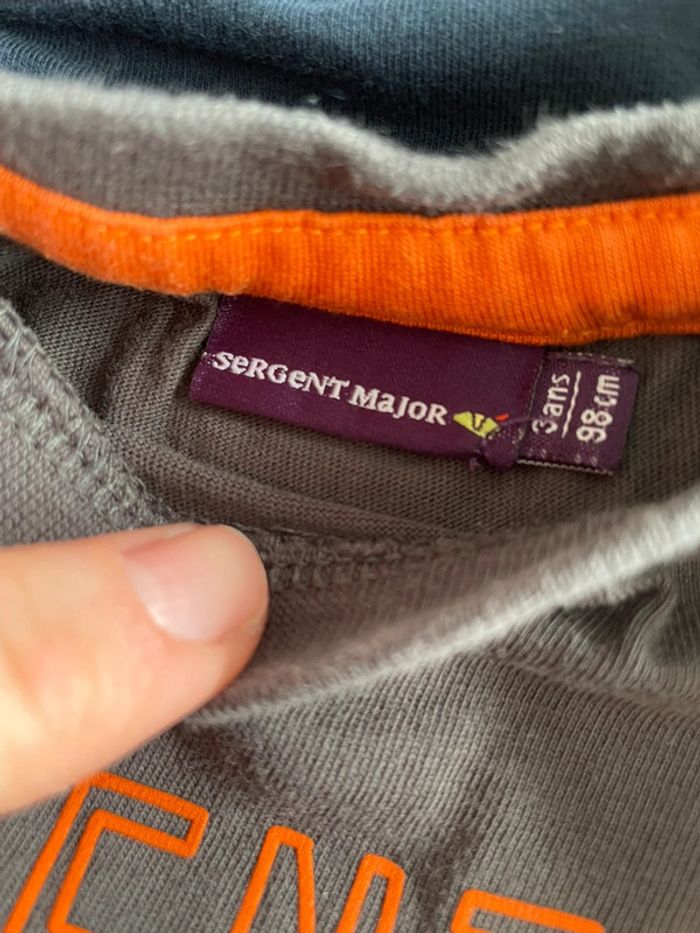 SeRGeNT MaJoR
3 ans
98 cm